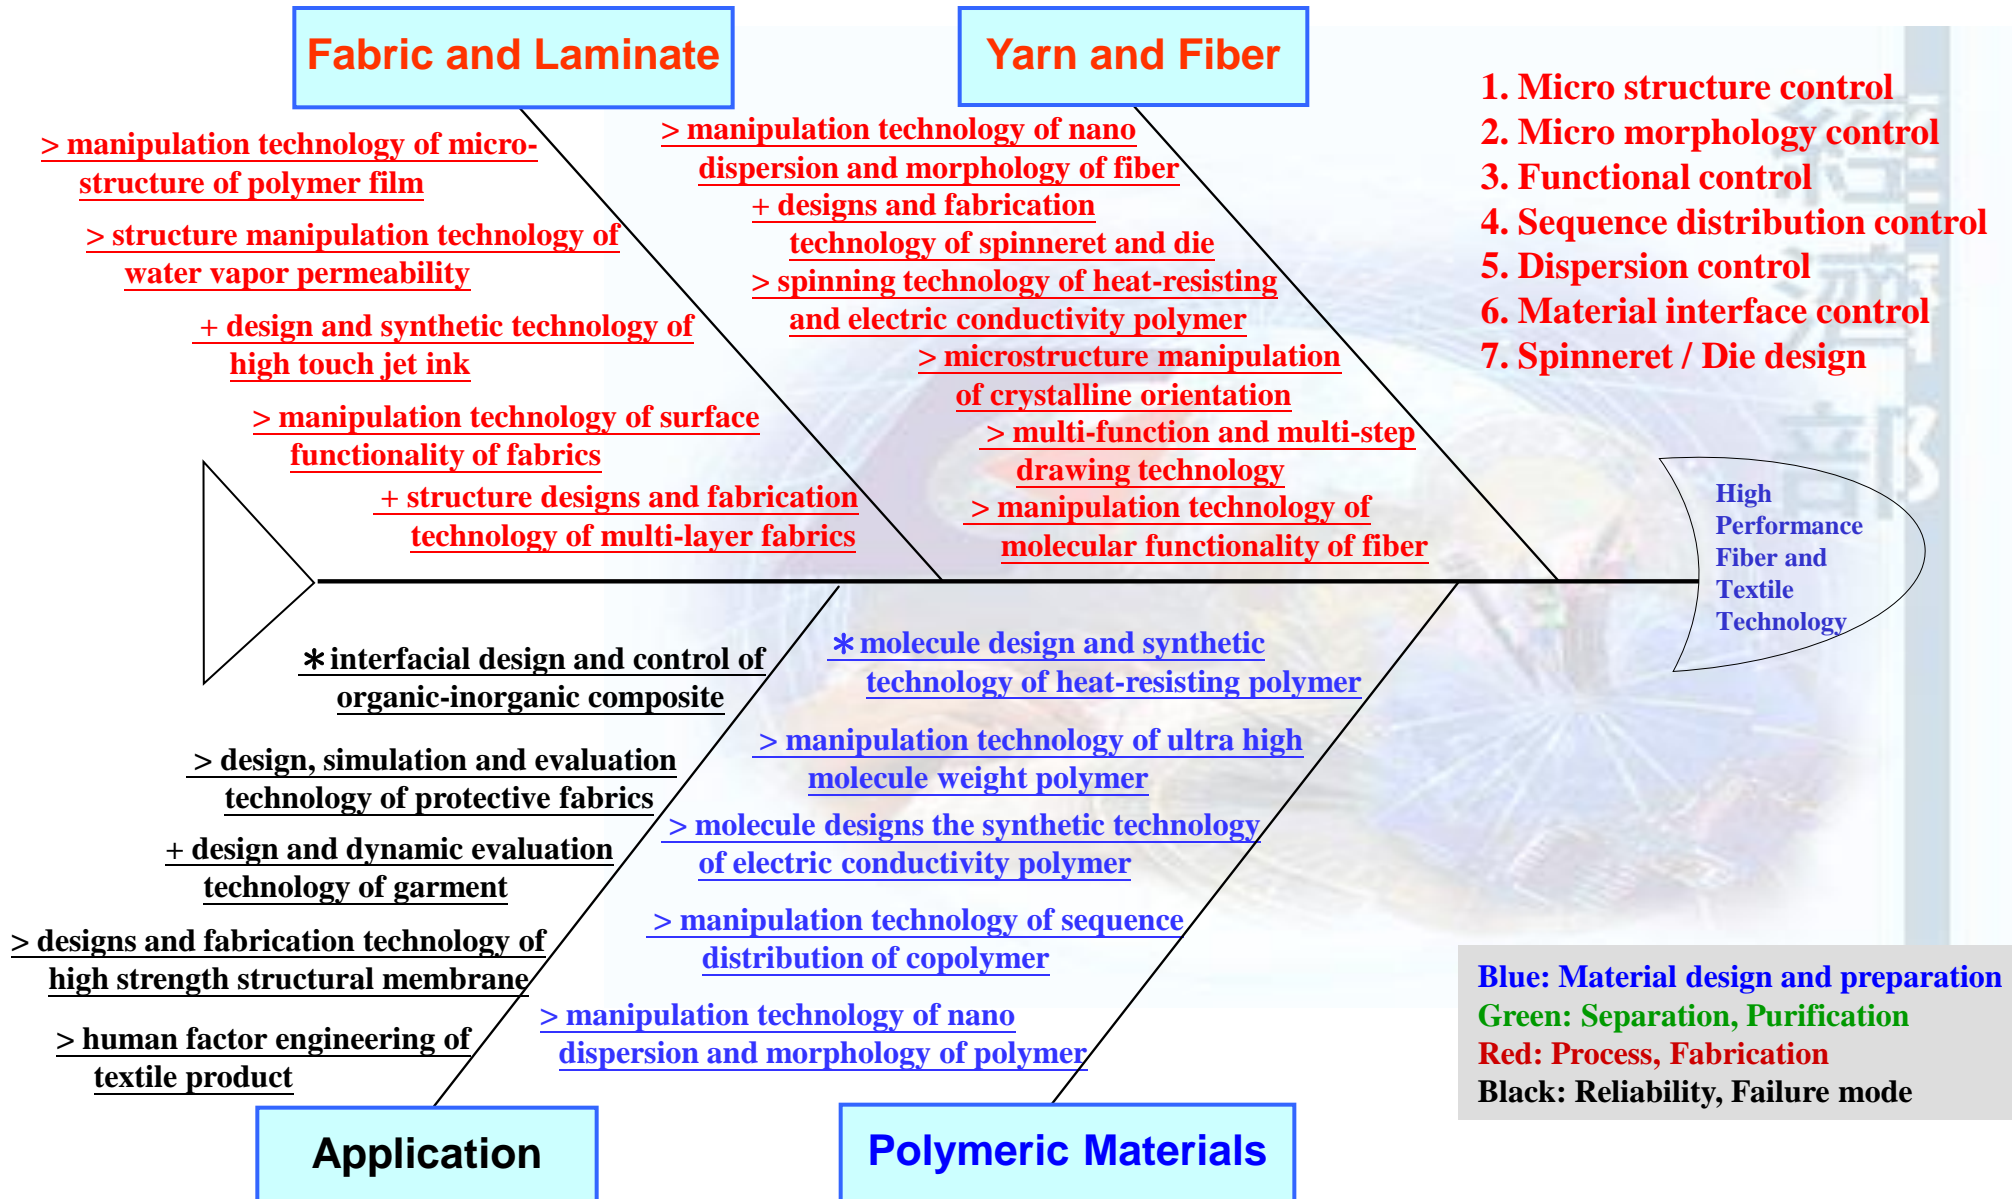 Fabric and Laminate
> manipulation technology of micro-
structure of polymer film
> structure manipulation technology of
water vapor permeability
+ design and synthetic technology of
high touch jet ink
> manipulation technology of surface
functionality of fabrics
+ structure designs and fabrication
technology of multi-layer fabrics
Yarn and Fiber
> manipulation technology of nano
dispersion and morphology of fiber
+ designs and fabrication
technology of spinneret and die
> spinning technology of heat-resisting
and electric conductivity polymer
> microstructure manipulation
of crystalline orientation
> multi-function and multi-step
drawing technology
> manipulation technology of
molecular functionality of fiber
1. Micro structure control
2. Micro morphology control
3. Functional control
4. Sequence distribution control
5. Dispersion control
6. Material interface control
7. Spinneret / Die design
High
Performance
Fiber and
Textile
Technology
*interfacial design and control of
organic-inorganic composite
> design, simulation and evaluation
technology of protective fabrics
+ design and dynamic evaluation
technology of garment
> designs and fabrication technology of
high strength structural membrane
> human factor engineering of
textile product
Application
*molecule design and synthetic
technology of heat-resisting polymer
> manipulation technology of ultra high
molecule weight polymer
> molecule designs the synthetic technology
of electric conductivity polymer
> manipulation technology of sequence
distribution of copolymer
> manipulation technology of nano
dispersion and morphology of polymer
Polymeric Materials
Blue: Material design and preparation
Green: Separation, Purification
Red: Process, Fabrication
Black: Reliability, Failure mode
經濟部